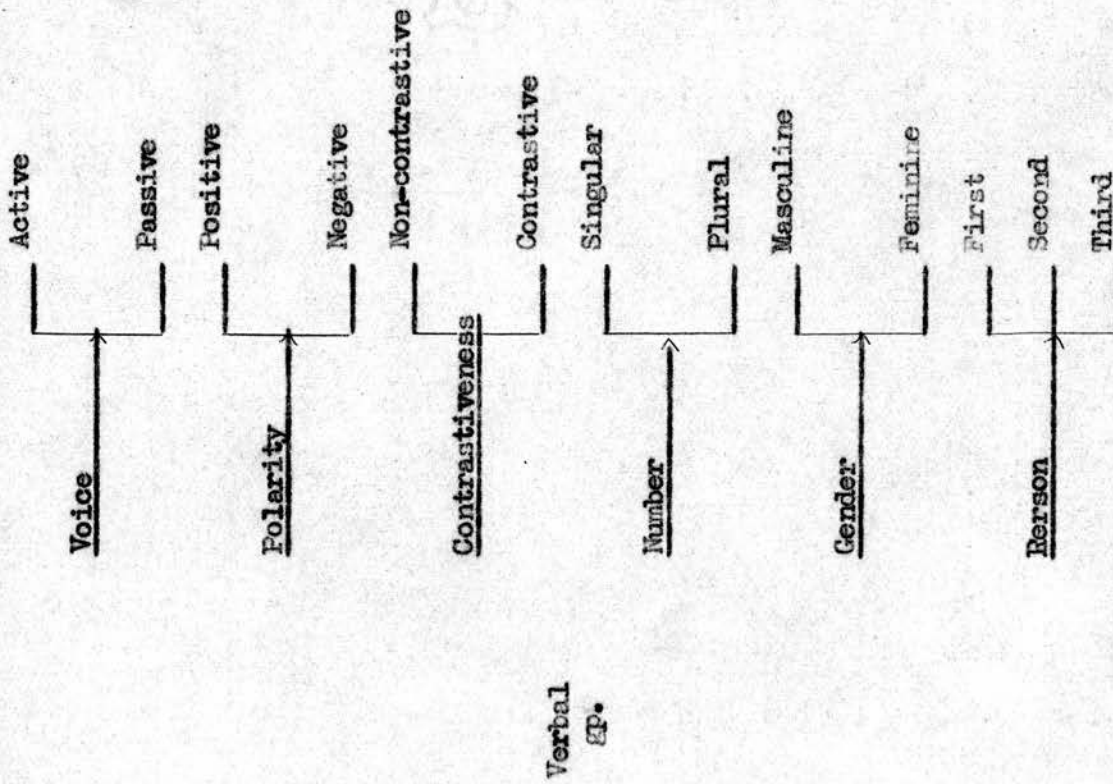 Verbal
gp.
Voice
Active
Passive
Polarity
Positive
Negative
Contrastiveness
Non-contrastive
Contrastive
Number
Singular
Plural
Gender
Masculine
Feminine
Rerson
First
Second
Third